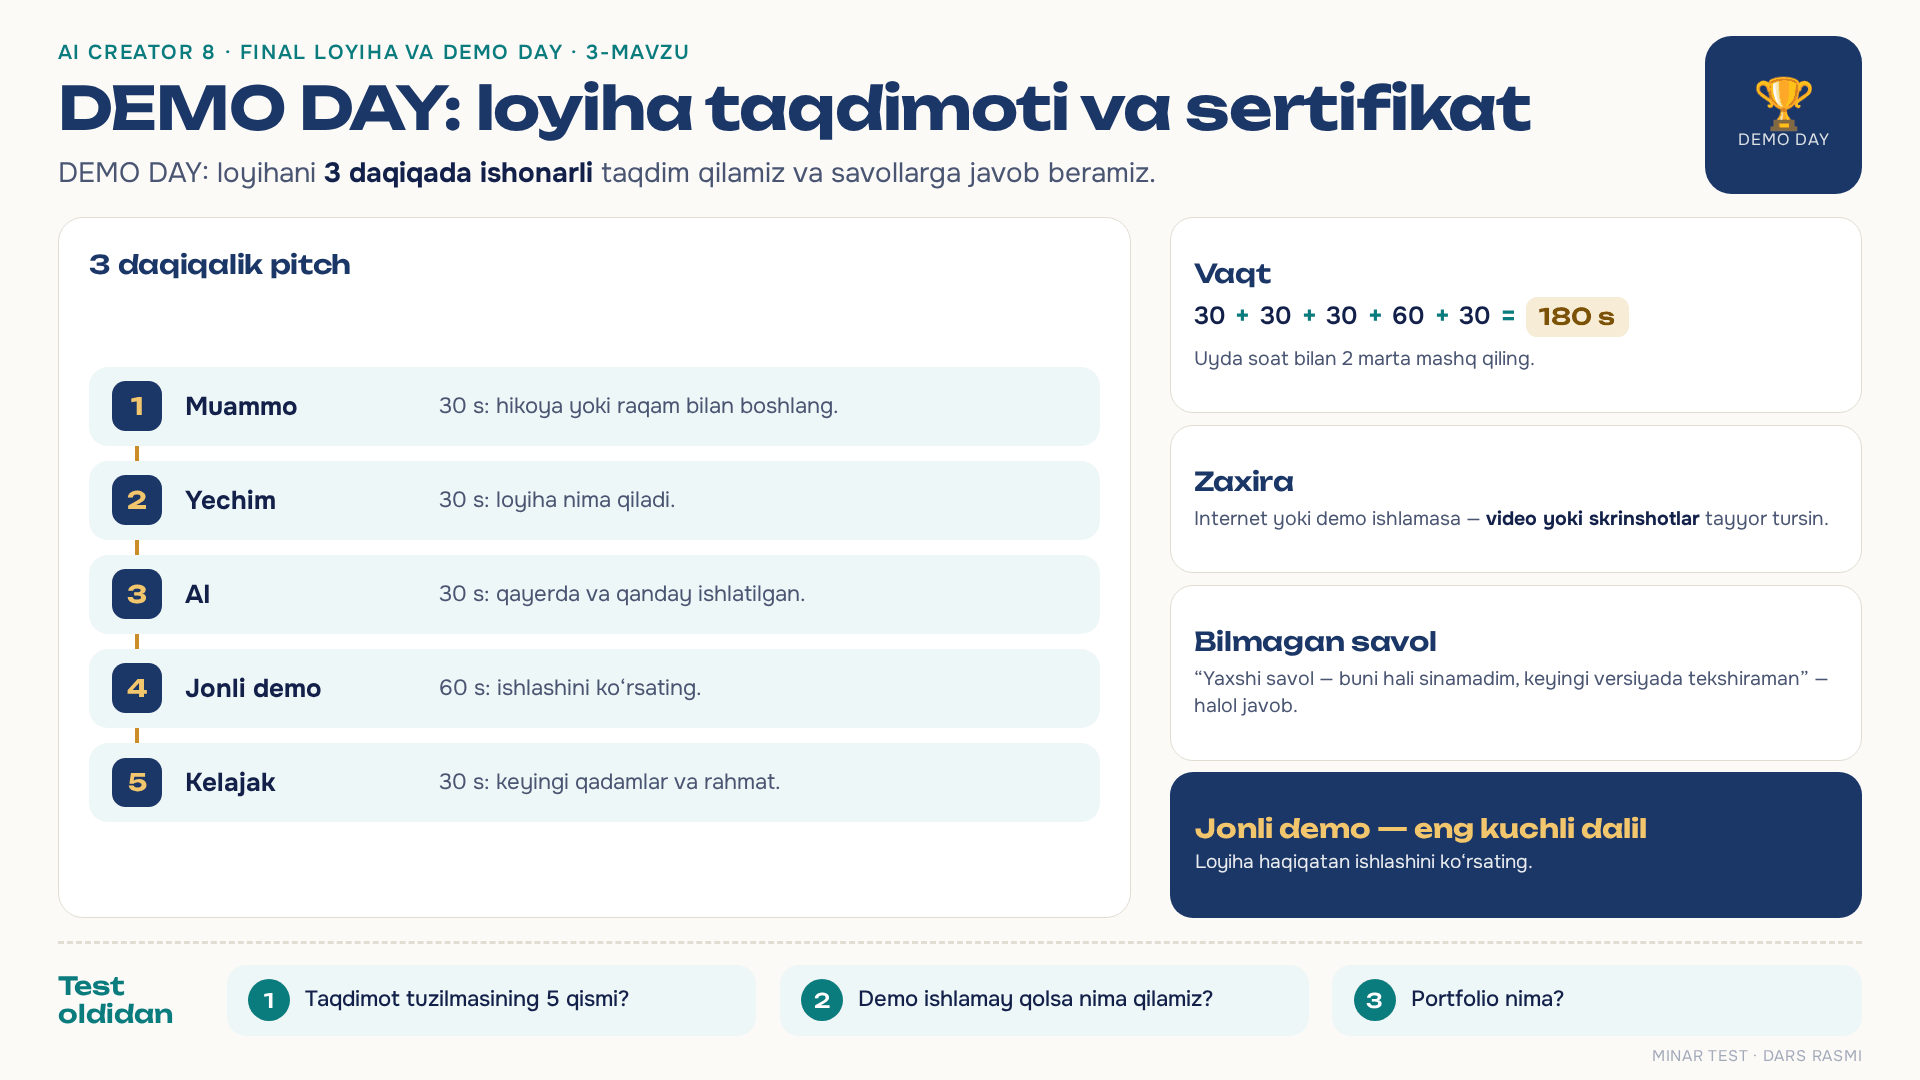 AI CREATOR 8 · FINAL LOYIHA VA DEMO DAY · 3-MAVZU
DEMO DAY: loyiha taqdimoti va sertifikat
DEMO DAY: loyihani 3 daqiqada ishonarli taqdim qilamiz va savollarga javob beramiz.
DEMO DAY
3 daqiqalik pitch
1 Muammo 30 s: hikoya yoki raqam bilan boshlang.
2 Yechim 30 s: loyiha nima qiladi.
3 AI 30 s: qayerda va qanday ishlatilgan.
4 Jonli demo 60 s: ishlashini ko‘rsating.
5 Kelajak 30 s: keyingi qadamlar va rahmat.
Vaqt
30 + 30 + 30 + 60 + 30 = 180 s
Uyda soat bilan 2 marta mashq qiling.
Zaxira
Internet yoki demo ishlamasa — video yoki skrinshotlar tayyor tursin.
Bilmagan savol
“Yaxshi savol — buni hali sinamadim, keyingi versiyada tekshiraman” —
halol javob.
Jonli demo — eng kuchli dalil
Loyiha haqiqatan ishlashini ko‘rsating.
Test
oldidan
1 Taqdimot tuzilmasining 5 qismi?
2 Demo ishlamay qolsa nima qilamiz?
3 Portfolio nima?
MINAR TEST · DARS RASMI